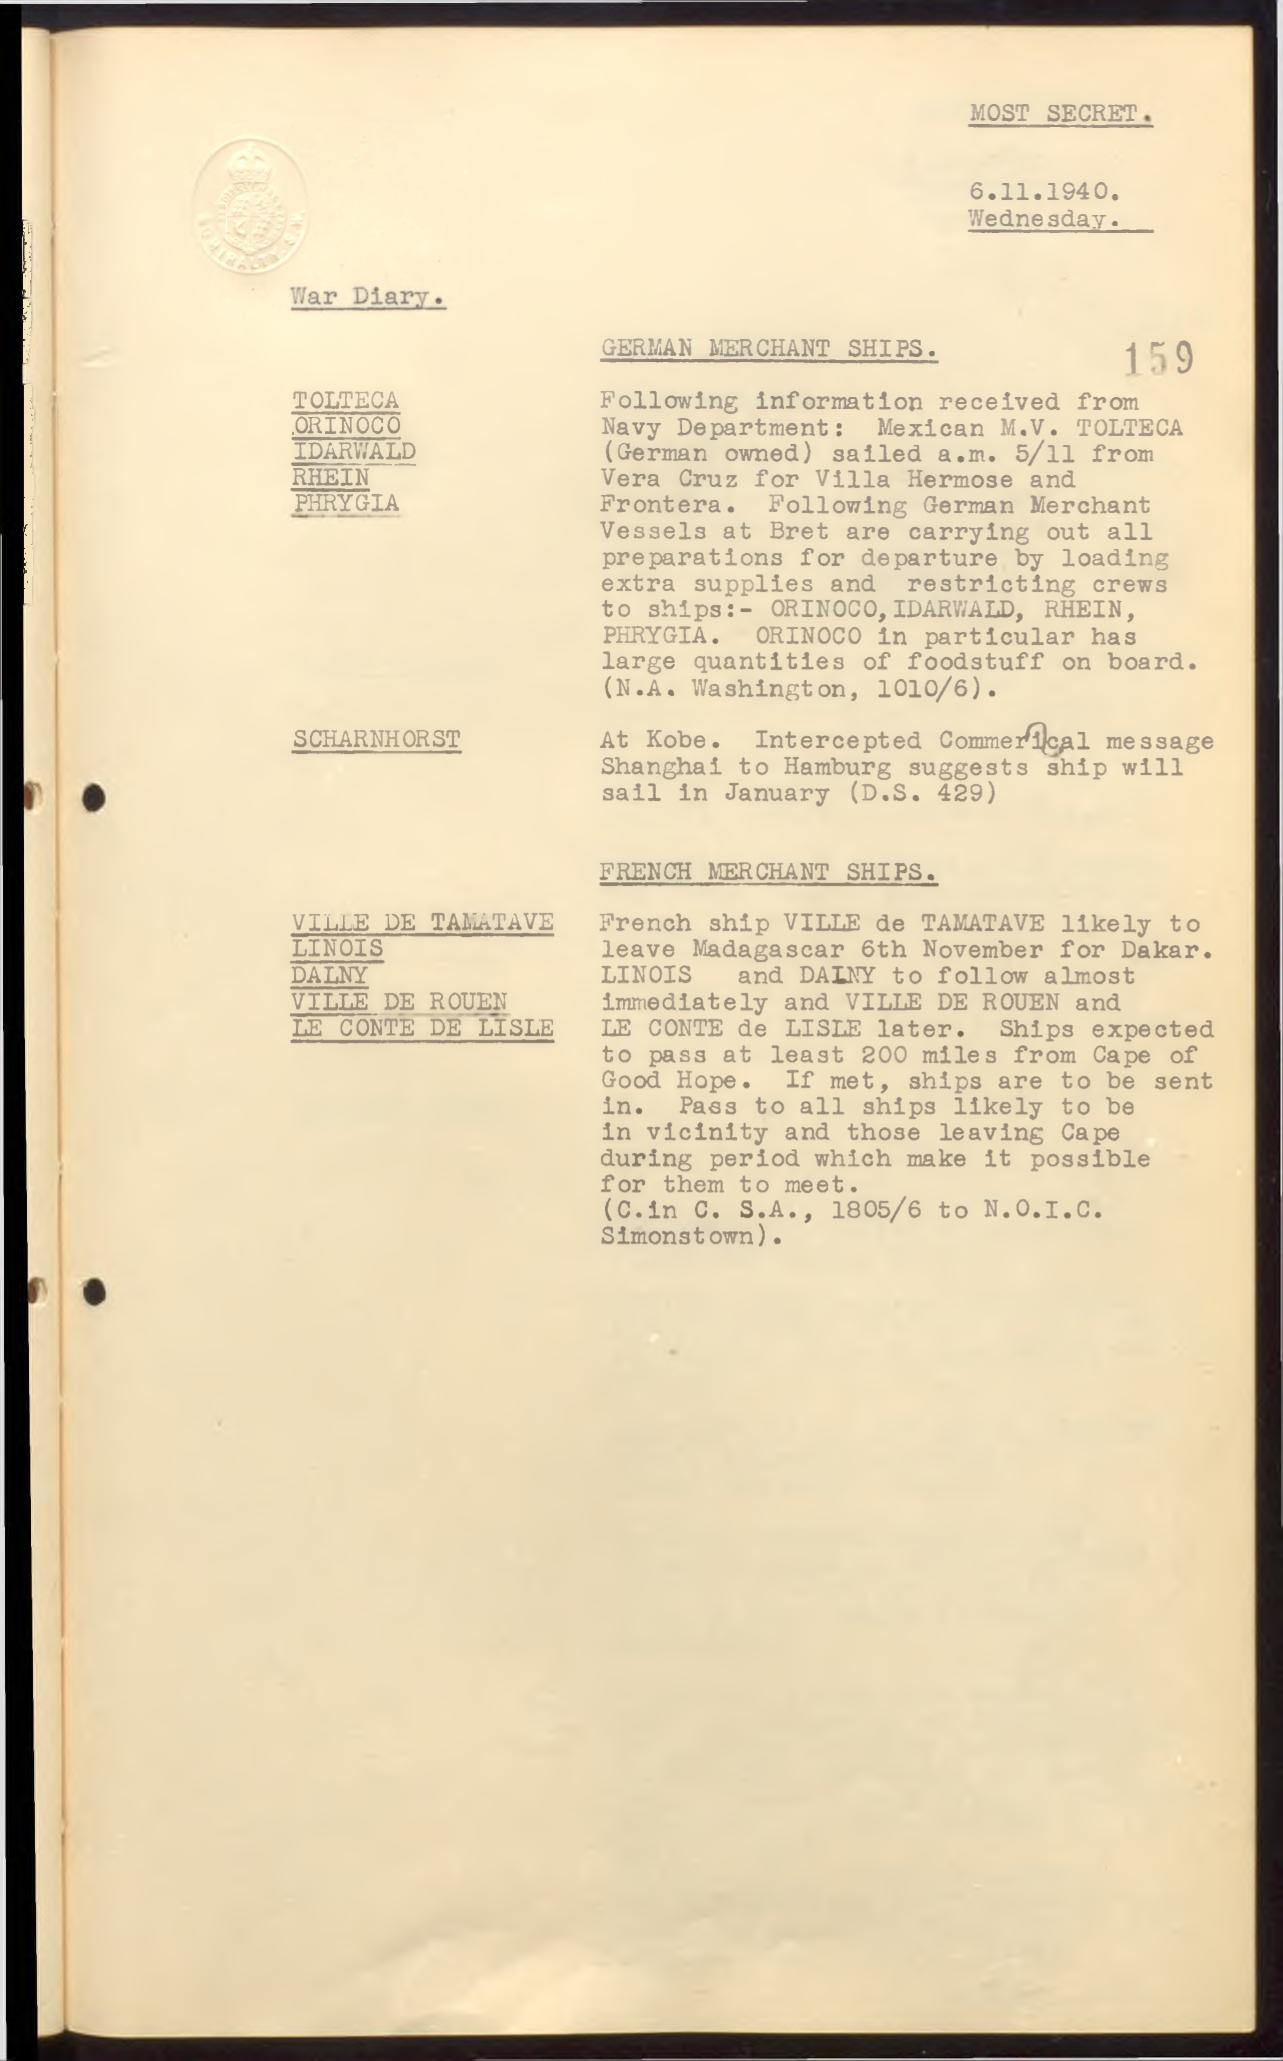 MOST SECRET.
6.11.1940.
Wednesday.
War Diary.
GERMAN MERCHANT SHIPS.
159
TOLTECA
ORINOCO
IDARWALD
RHEIN
PHRYGIA
Following information received from
Navy Department: Mexican M.V. TOLTECA
(German owned) sailed a.m. 5/11 from
Vera Cruz for Villa Hermose and
Frontera. Following German Merchant
Vessels at Bret are carrying out all
preparations for departure by loading
extra supplies and restricting crews
to ships:- ORINOCO, IDARWALD, RHEIN,
PHRYGIA. ORINOCO in particular has
large quantities of foodstuff on board.
(N.A. Washington, 1010/6).
SCHARNHORST
At Kobe. Intercepted Commerical message
Shanghai to Hamburg suggests ship will
sail in January (D.S. 429)
FRENCH MERCHANT SHIPS.
VILLE DE TAMATAVE
LINOIS
DALNY
VILLE DE ROUEN
LE CONTE DE LISLE
French ship VILLE de TAMATAVE likely to
leave Madagascar 6th November for Dakar.
LINOIS and DALNY to follow almost
immediately and VILLE DE ROUEN and
LE CONTE de LISLE later. Ships expected
to pass at least 200 miles from Cape of
Good Hope. If met, ships are to be sent
in. Pass to all ships likely to be
in vicinity and those leaving Cape
during period which make it possible
for them to meet.
(C.in C. S.A., 1805/6 to N.O.I.C.
Simonstown).